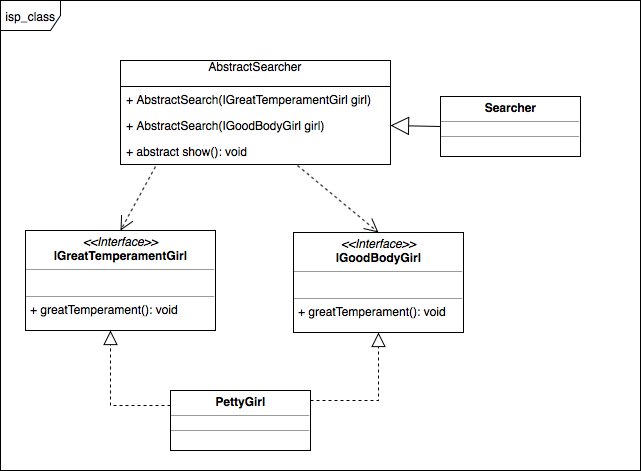 isp_class
AbstractSearcher
+ AbstractSearch(IGreatTemperamentGirl girl)
+ AbstractSearch(IGoodBodyGirl girl)
+ abstract show(): void
Searcher
<<Interface>>
IGreatTemperamentGirl
+ greatTemperament(): void
<<Interface>>
IGoodBodyGirl
+ greatTemperament(): void
PettyGirl